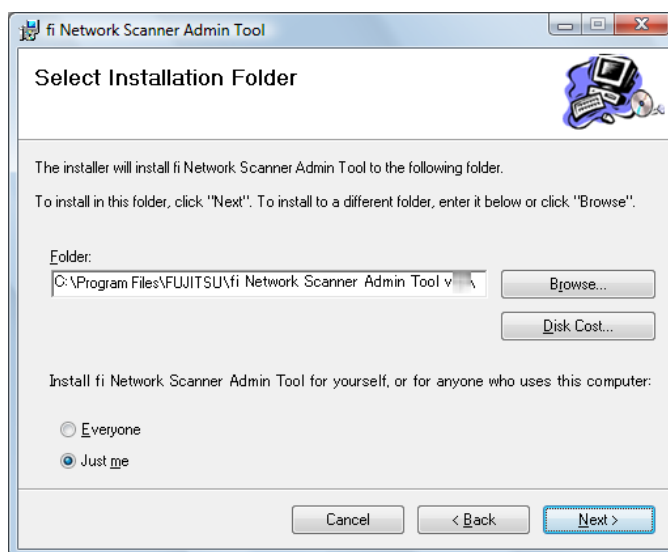 fi Network Scanner Admin Tool
Select Installation Folder
The installer will install fi Network Scanner Admin Tool to the following folder.
To install in this folder, click "Next". To install to a different folder, enter it below or click "Browse".
Folder:
C:\Program Files\FUJITSU\fi Network Scanner Admin Tool v \
Browse...
Disk Cost...
Install fi Network Scanner Admin Tool for yourself, or for anyone who uses this computer:
Everyone
Just me
Cancel
< Back
Next >